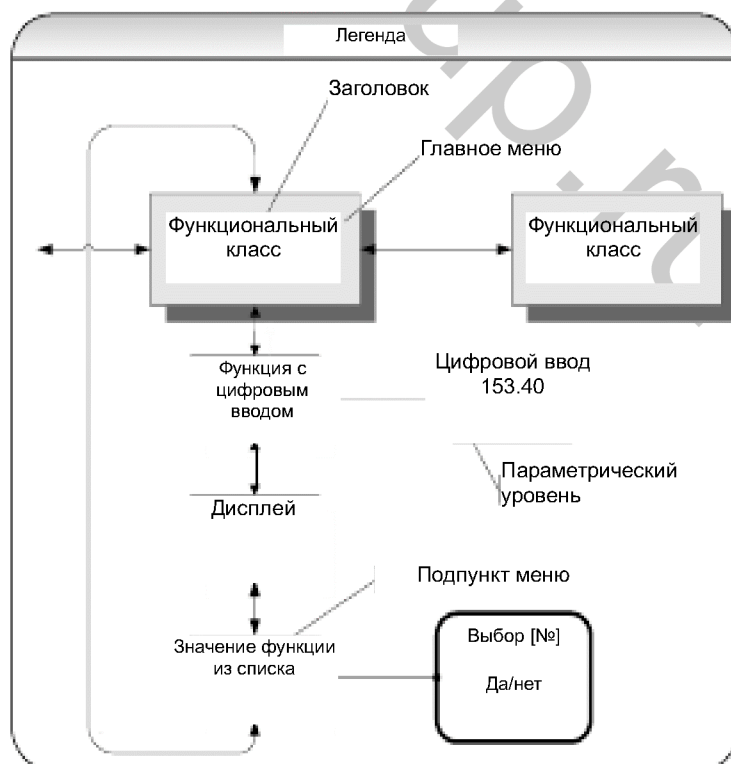 Легенда
Заголовок
Главное меню
Функциональный
класс
Функциональный
класс
Функция с
цифровым
вводом
Цифровой ввод
153.40
Параметрический
уровень
Дисплей
Подпункт меню
Значение функции
из списка
Выбор [№]
Да/нет